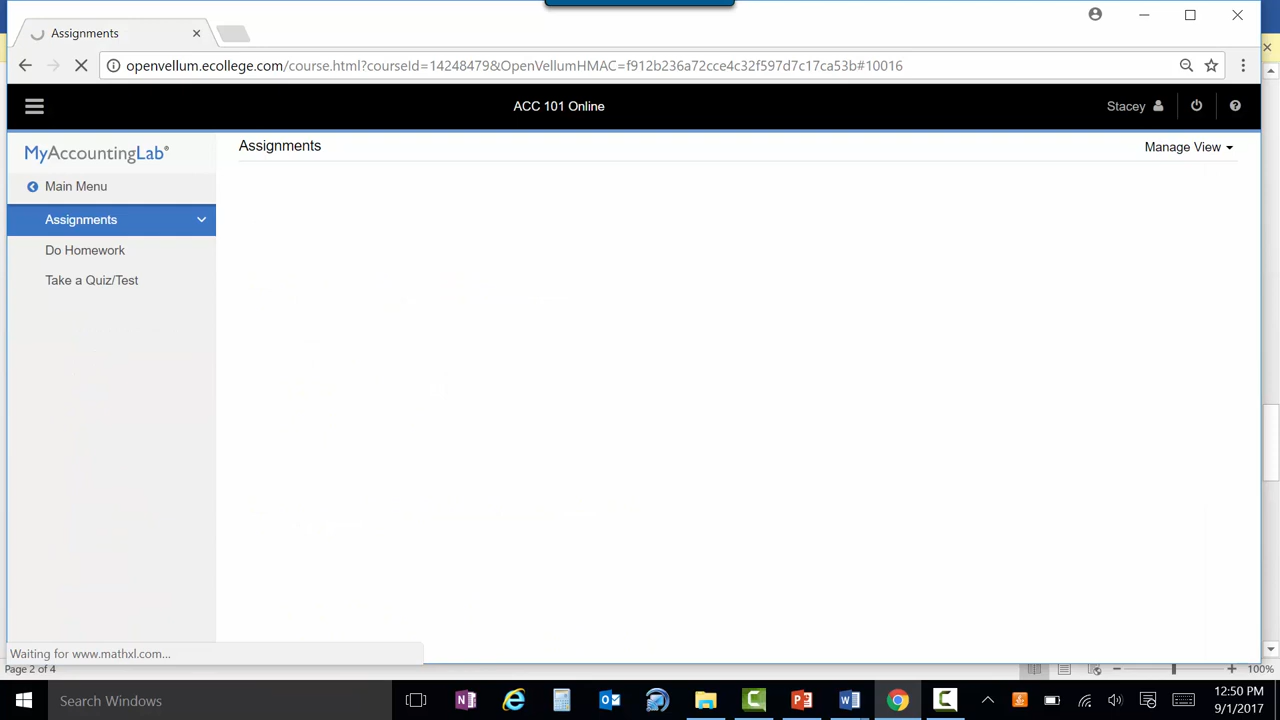 Assignments
openvellum.ecollege.com/course.html?courseId=14248479&OpenVellumHMAC=f912b236a72cce4c32f597d7c17ca53b#10016
ACC 101 Online
Stacey
MyAccountingLab®
Assignments
Manage View
Main Menu
Assignments
Do Homework
Take a Quiz/Test
Waiting for www.mathxl.com...
Page 2 of 4
100%
Search Windows
12:50 PM
9/1/2017